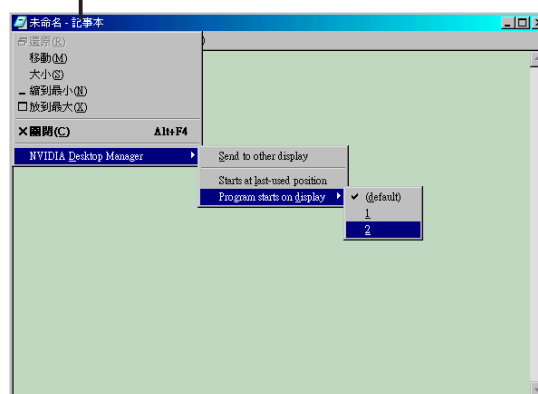 未命名 - 記事本
還原(R)
移動(M)
大小(S)
縮到最小(N)
放到最大(X)
關閉(C) Alt+F4
NVIDIA Desktop Manager
Send to other display
Starts at last-used position
Program starts on display
(default)
1
2